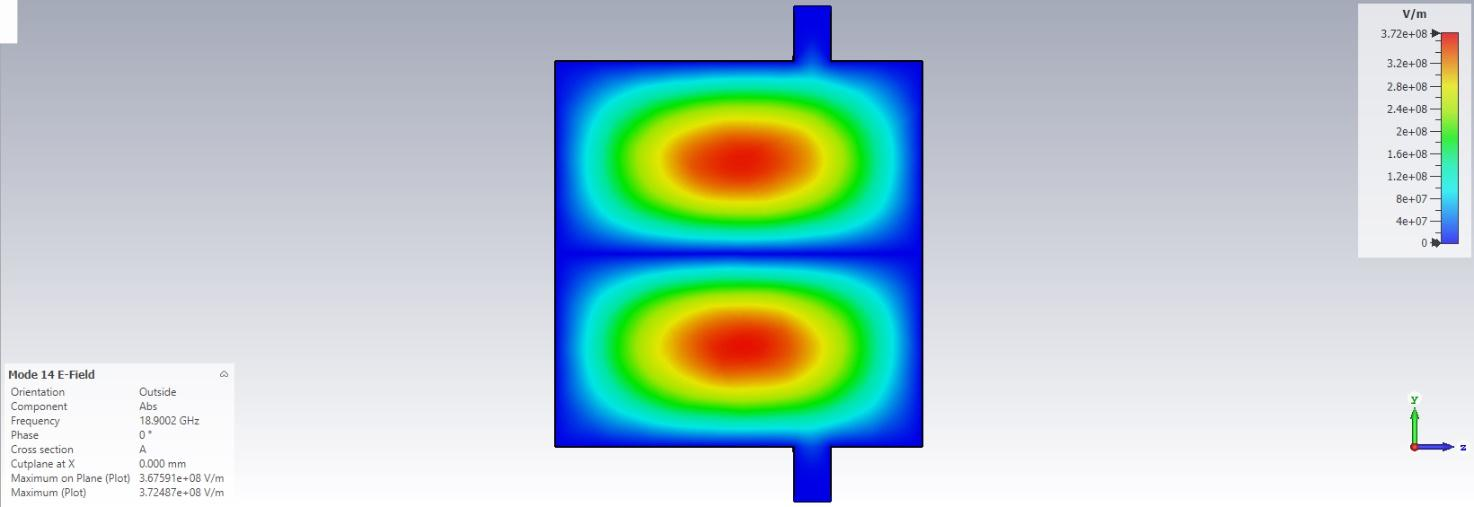 V/m
3.72e+08
3.2e+08
2.8e+08
2.4e+08
2e+08
1.6e+08
1.2e+08
8e+07
4e+07
0
Mode 14 E-Field
Orientation Outside
Component Abs
Frequency 18.9002 GHz
Phase 0 °
Cross section A
Cutplane at X 0.000 mm
Maximum on Plane (Plot) 3.67591e+08 V/m
Maximum (Plot) 3.72487e+08 V/m
Y
z